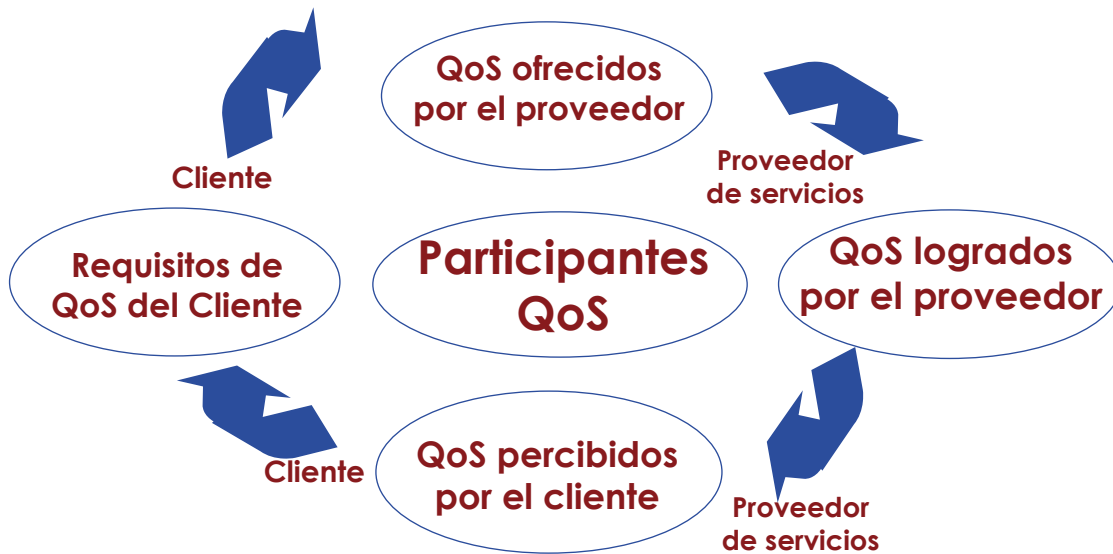 QoS ofrecidos
por el proveedor
Cliente
Proveedor
de servicios
Requisitos de
QoS del Cliente
Participantes
QoS
QoS logrados
por el proveedor
Cliente
QoS percibidos
por el cliente
Proveedor
de servicios